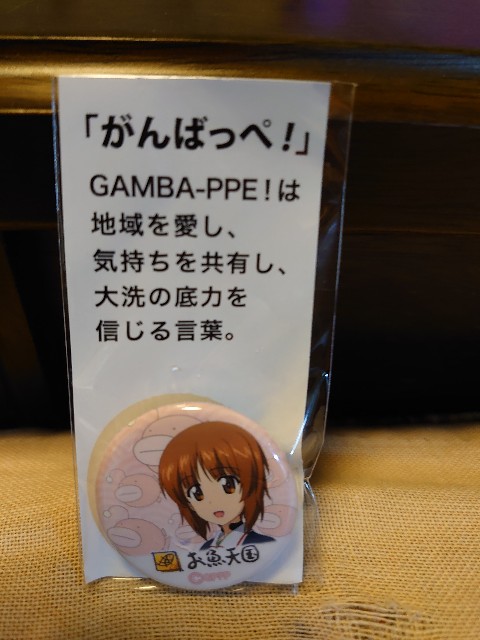 「がんばっぺ!」
GAMBA-PPE!は
地域を愛し、
気持ちを共有し、
大洗の底力を
信じる言葉。
お魚天国